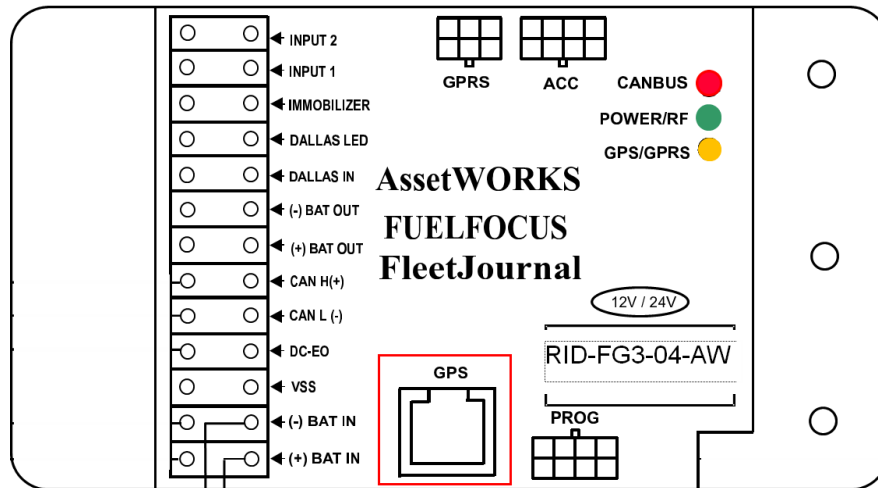 INPUT 2
INPUT 1
IMMOBILIZER
DALLAS LED
DALLAS IN
(-) BAT OUT
(+) BAT OUT
CAN H(+)
CAN L (-)
DC-EO
VSS
(-) BAT IN
(+) BAT IN
GPRS
ACC
CANBUS
POWER/RF
GPS/GPRS
AssetWORKS
FUELFOCUS
FleetJournal
12V / 24V
RID-FG3-04-AW
GPS
PROG